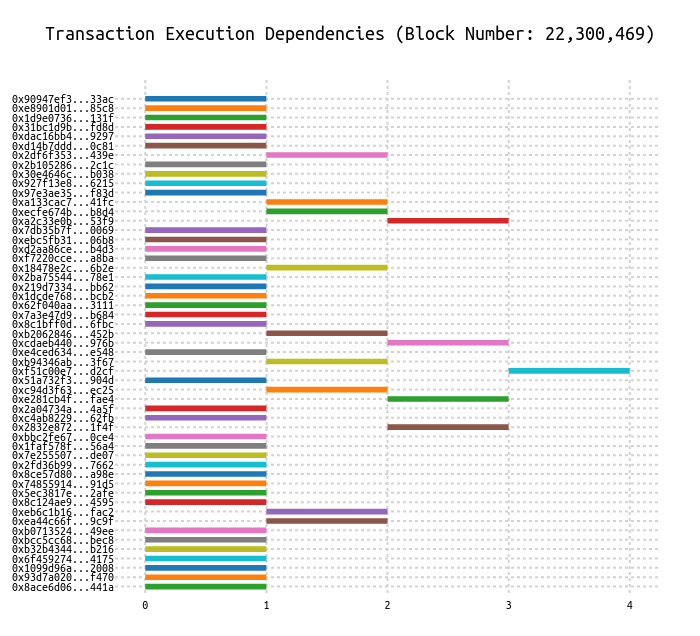 Transaction Execution Dependencies (Block Number: 22,300,469)
0x90947ef3...33ac
0xe8901d01...85c8
0x1d9e0736...131f
0x31bc1d9b...fd8d
0xdac16bb4...9297
0xd14b7ddd...0c81
0x2df6f353...439e
0x2b105286...2c1c
0x30e4646c...b038
0x927f13e8...6215
0x97e3ae35...f83d
0xa133cac7...41fc
0xecfe674b...b8d4
0xa2c33e0b...53f9
0x7db35b7f...0069
0xebc5fb31...06b8
0xd2aa86ce...b4d3
0xf7220cce...a8ba
0x18478e2c...6b2e
0x2ba75544...78e1
0x219d7334...bb62
0x1dcde768...bcb2
0x62f040aa...3111
0x7a3e47d9...b684
0x8c1bff0d...6fbc
0xb2062846...452b
0xcdaeb440...976b
0xe4ced634...e548
0xb94346ab...3f67
0xf51c00e7...d2cf
0x51a732f3...904d
0xc94d3f63...ec25
0xe281cb4f...fae4
0x2a04734a...4a5f
0xc4ab8229...62fb
0x2832e872...1f4f
0xbbc2fe67...0ce4
0x1faf578f...56a4
0x7e255507...de07
0x2fd36b99...7662
0x8ce57d80...a98e
0x74855914...91d5
0x5ec3817e...2afe
0x8c124ae9...4595
0xeb6c1b16...fac2
0xea44c66f...9c9f
0xb0713524...49ee
0xbcc5cc68...bec8
0xb32b4344...b216
0x6f459274...4175
0x1099d96a...2008
0x93d7a020...f470
0x8ace6d06...441a
0 1 2 3 4